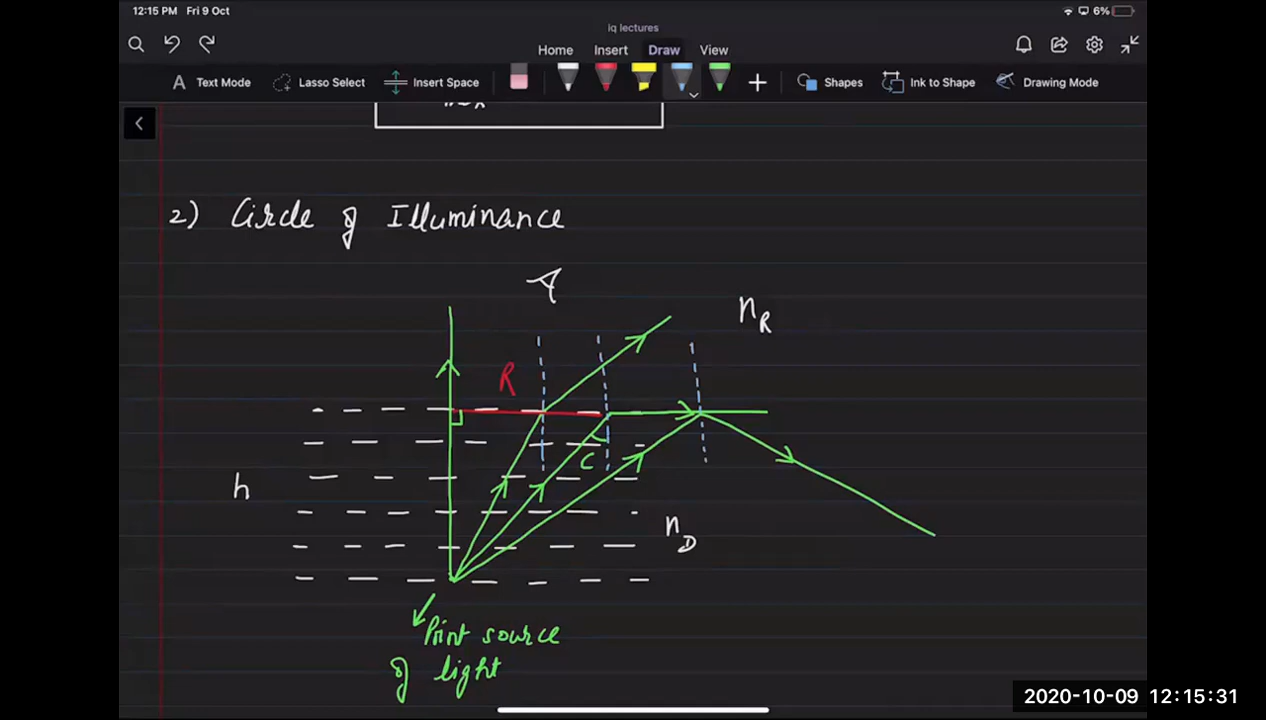 12:15 PM Fri 9 Oct
6%
iq lectures
Home Insert Draw View
Text Mode Lasso Select Insert Space Shapes Ink to Shape Drawing Mode
2) Circle of Illuminance
n_R
R
C
h
n_D
Point source
of light
2020-10-09 12:15:31